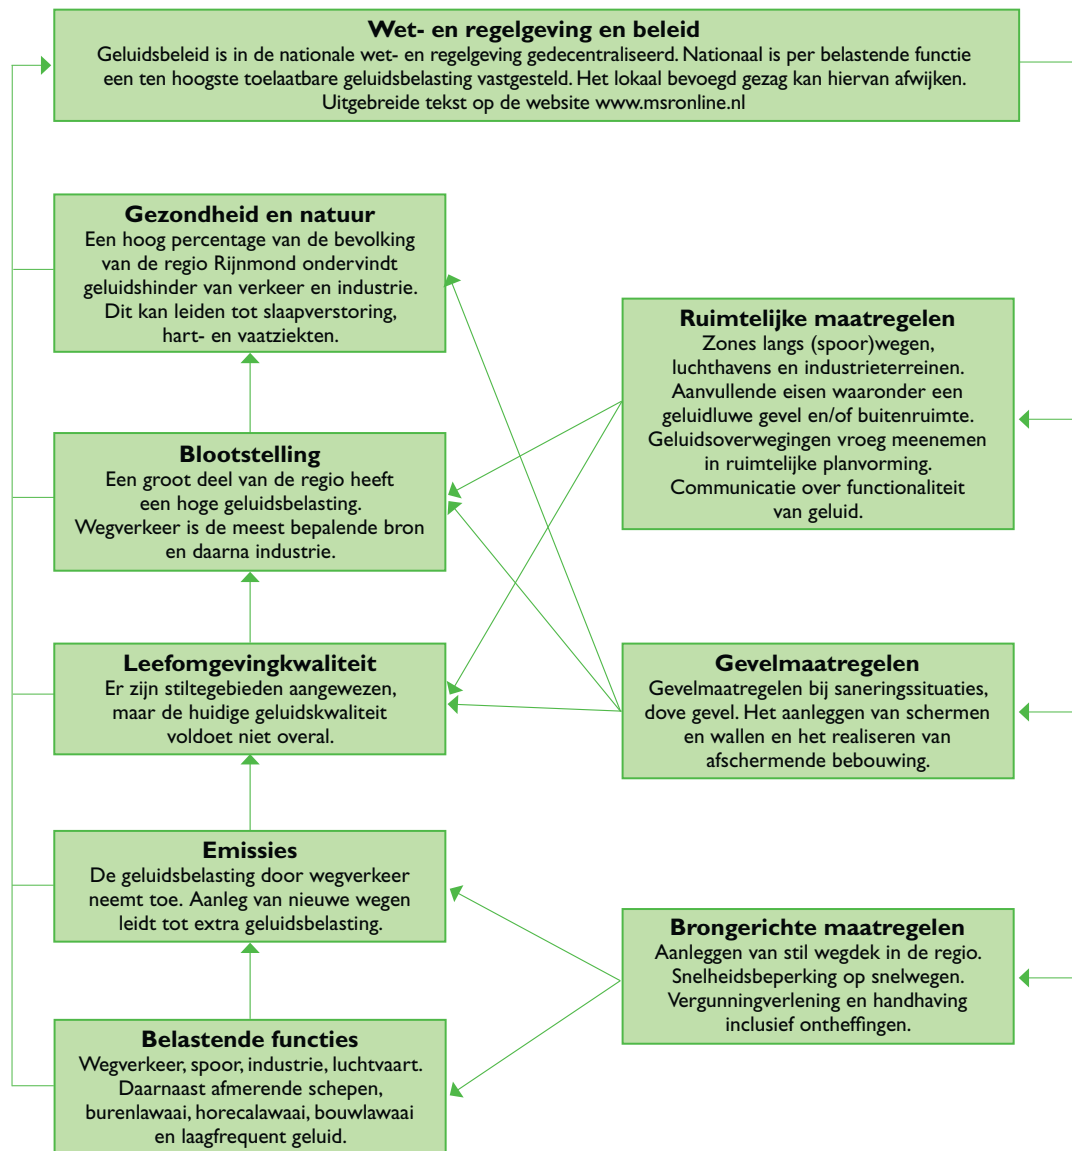 Wet- en regelgeving en beleid
Geluidsbeleid is in de nationale wet- en regelgeving gedecentraliseerd. Nationaal is per belastende functie
een ten hoogste toelaatbare geluidsbelasting vastgesteld. Het lokaal bevoegd gezag kan hiervan afwijken.
Uitgebreide tekst op de website www.msronline.nl
Gezondheid en natuur
Een hoog percentage van de bevolking
van de regio Rijnmond ondervindt
geluidshinder van verkeer en industrie.
Dit kan leiden tot slaapverstoring,
hart- en vaatziekten.
Blootstelling
Een groot deel van de regio heeft
een hoge geluidsbelasting.
Wegverkeer is de meest bepalende bron
en daarna industrie.
Leefomgevingkwaliteit
Er zijn stiltegebieden aangewezen,
maar de huidige geluidskwaliteit
voldoet niet overal.
Emissies
De geluidsbelasting door wegverkeer
neemt toe. Aanleg van nieuwe wegen
leidt tot extra geluidsbelasting.
Belastende functies
Wegverkeer, spoor, industrie, luchtvaart.
Daarnaast afmerende schepen,
burenlawaai, horecalawaai, bouwlawaai
en laagfrequent geluid.
Ruimtelijke maatregelen
Zones langs (spoor)wegen,
luchthavens en industrieterreinen.
Aanvullende eisen waaronder een
geluidluwe gevel en/of buitenruimte.
Geluidsoverwegingen vroeg meenemen
in ruimtelijke planvorming.
Communicatie over functionaliteit
van geluid.
Gevelmaatregelen
Gevelmaatregelen bij saneringssituaties,
dove gevel. Het aanleggen van schermen
en wallen en het realiseren van
afschermende bebouwing.
Brongerichte maatregelen
Aanleggen van stil wegdek in de regio.
Snelheidsbeperking op snelwegen.
Vergunningverlening en handhaving
inclusief ontheffingen.